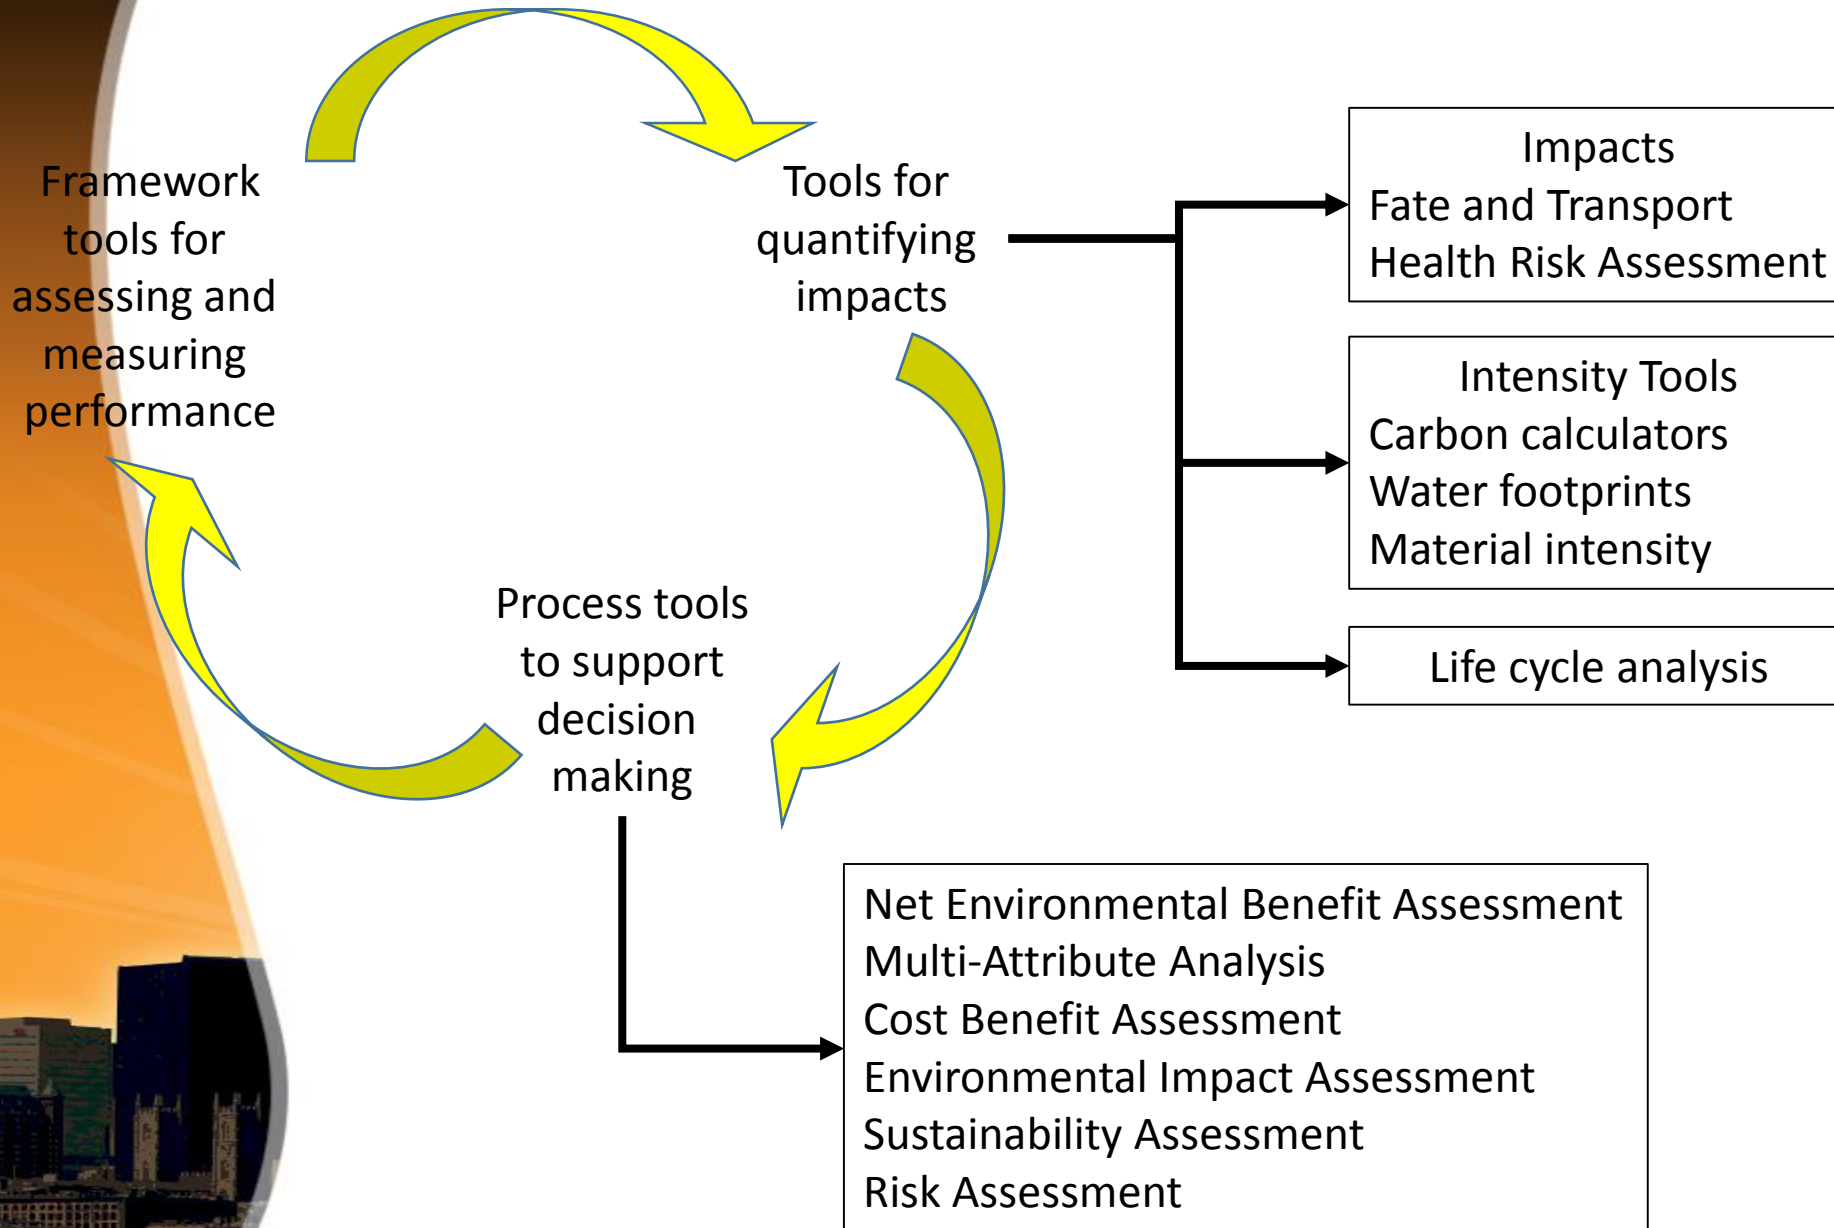 Framework
tools for
assessing and
measuring
performance
Tools for
quantifying
impacts
Process tools
to support
decision
making
Impacts
Fate and Transport
Health Risk Assessment
Intensity Tools
Carbon calculators
Water footprints
Material intensity
Life cycle analysis
Net Environmental Benefit Assessment
Multi-Attribute Analysis
Cost Benefit Assessment
Environmental Impact Assessment
Sustainability Assessment
Risk Assessment